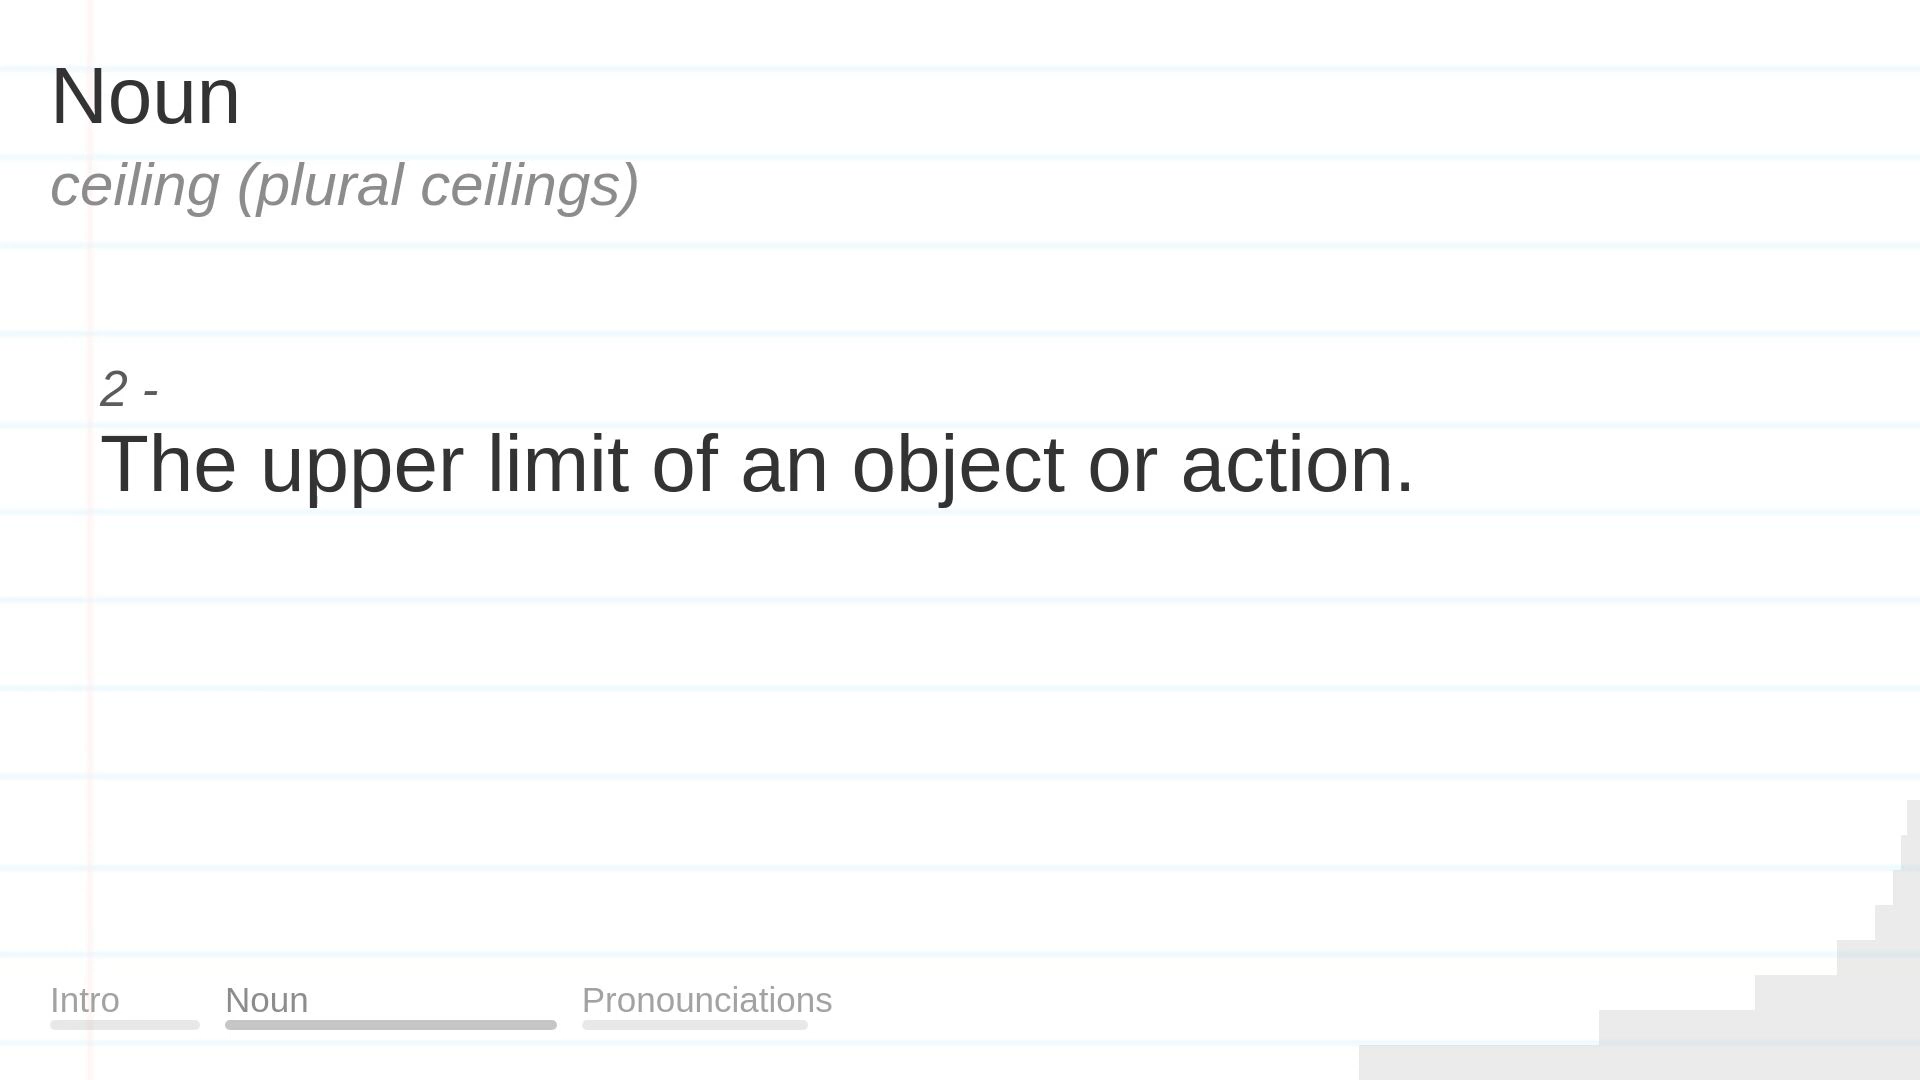 Noun
ceiling (plural ceilings)
2 -
The upper limit of an object or action.
Intro
Noun
Pronounciations